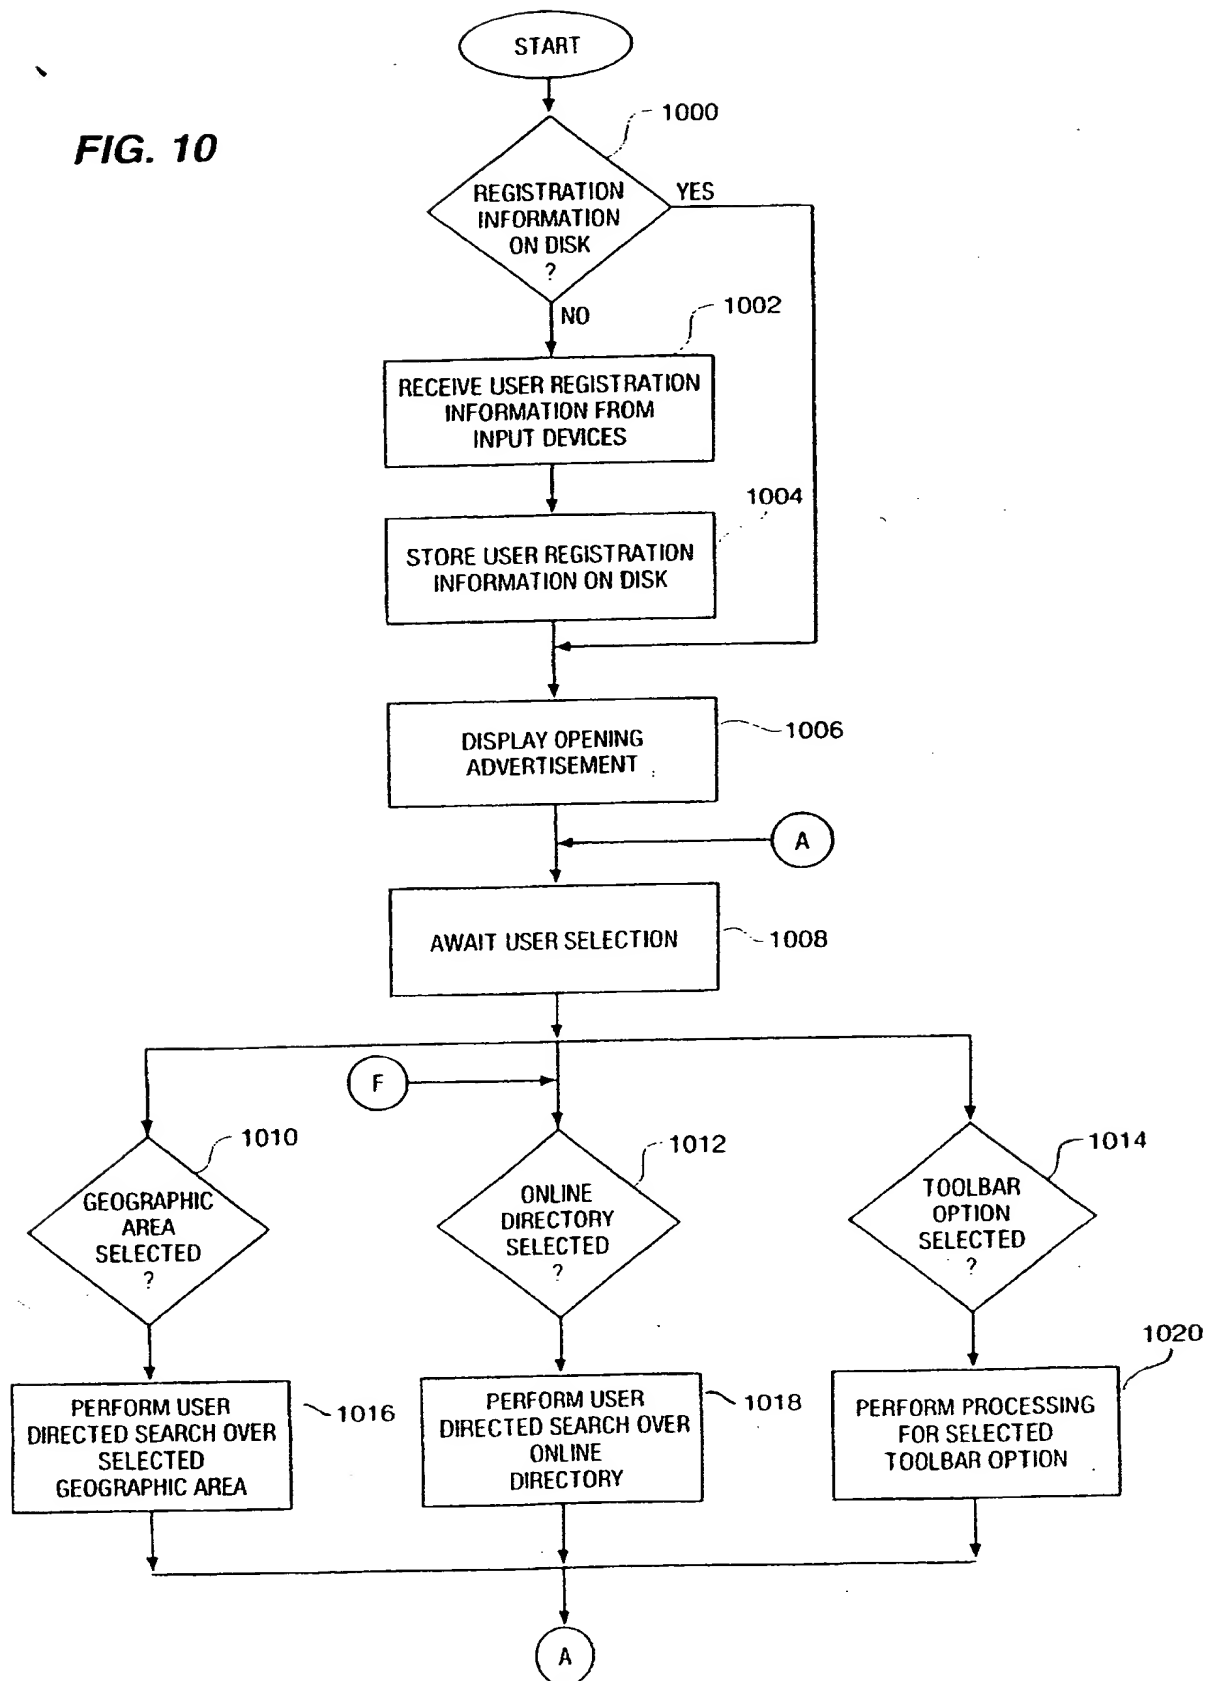 START
1000
FIG. 10
YES
REGISTRATION
INFORMATION
ON DISK
?
NO
1002
RECEIVE USER REGISTRATION
INFORMATION FROM
INPUT DEVICES
1004
STORE USER REGISTRATION
INFORMATION ON DISK
1006
DISPLAY OPENING
ADVERTISEMENT
A
AWAIT USER SELECTION
1008
F
1010
GEOGRAPHIC
AREA
SELECTED
?
1012
ONLINE
DIRECTORY
SELECTED
?
1014
TOOLBAR
OPTION
SELECTED
?
PERFORM USER
DIRECTED SEARCH OVER
SELECTED
GEOGRAPHIC AREA
1016
PERFORM USER
DIRECTED SEARCH OVER
ONLINE
DIRECTORY
1018
1020
PERFORM PROCESSING
FOR SELECTED
TOOLBAR OPTION
A